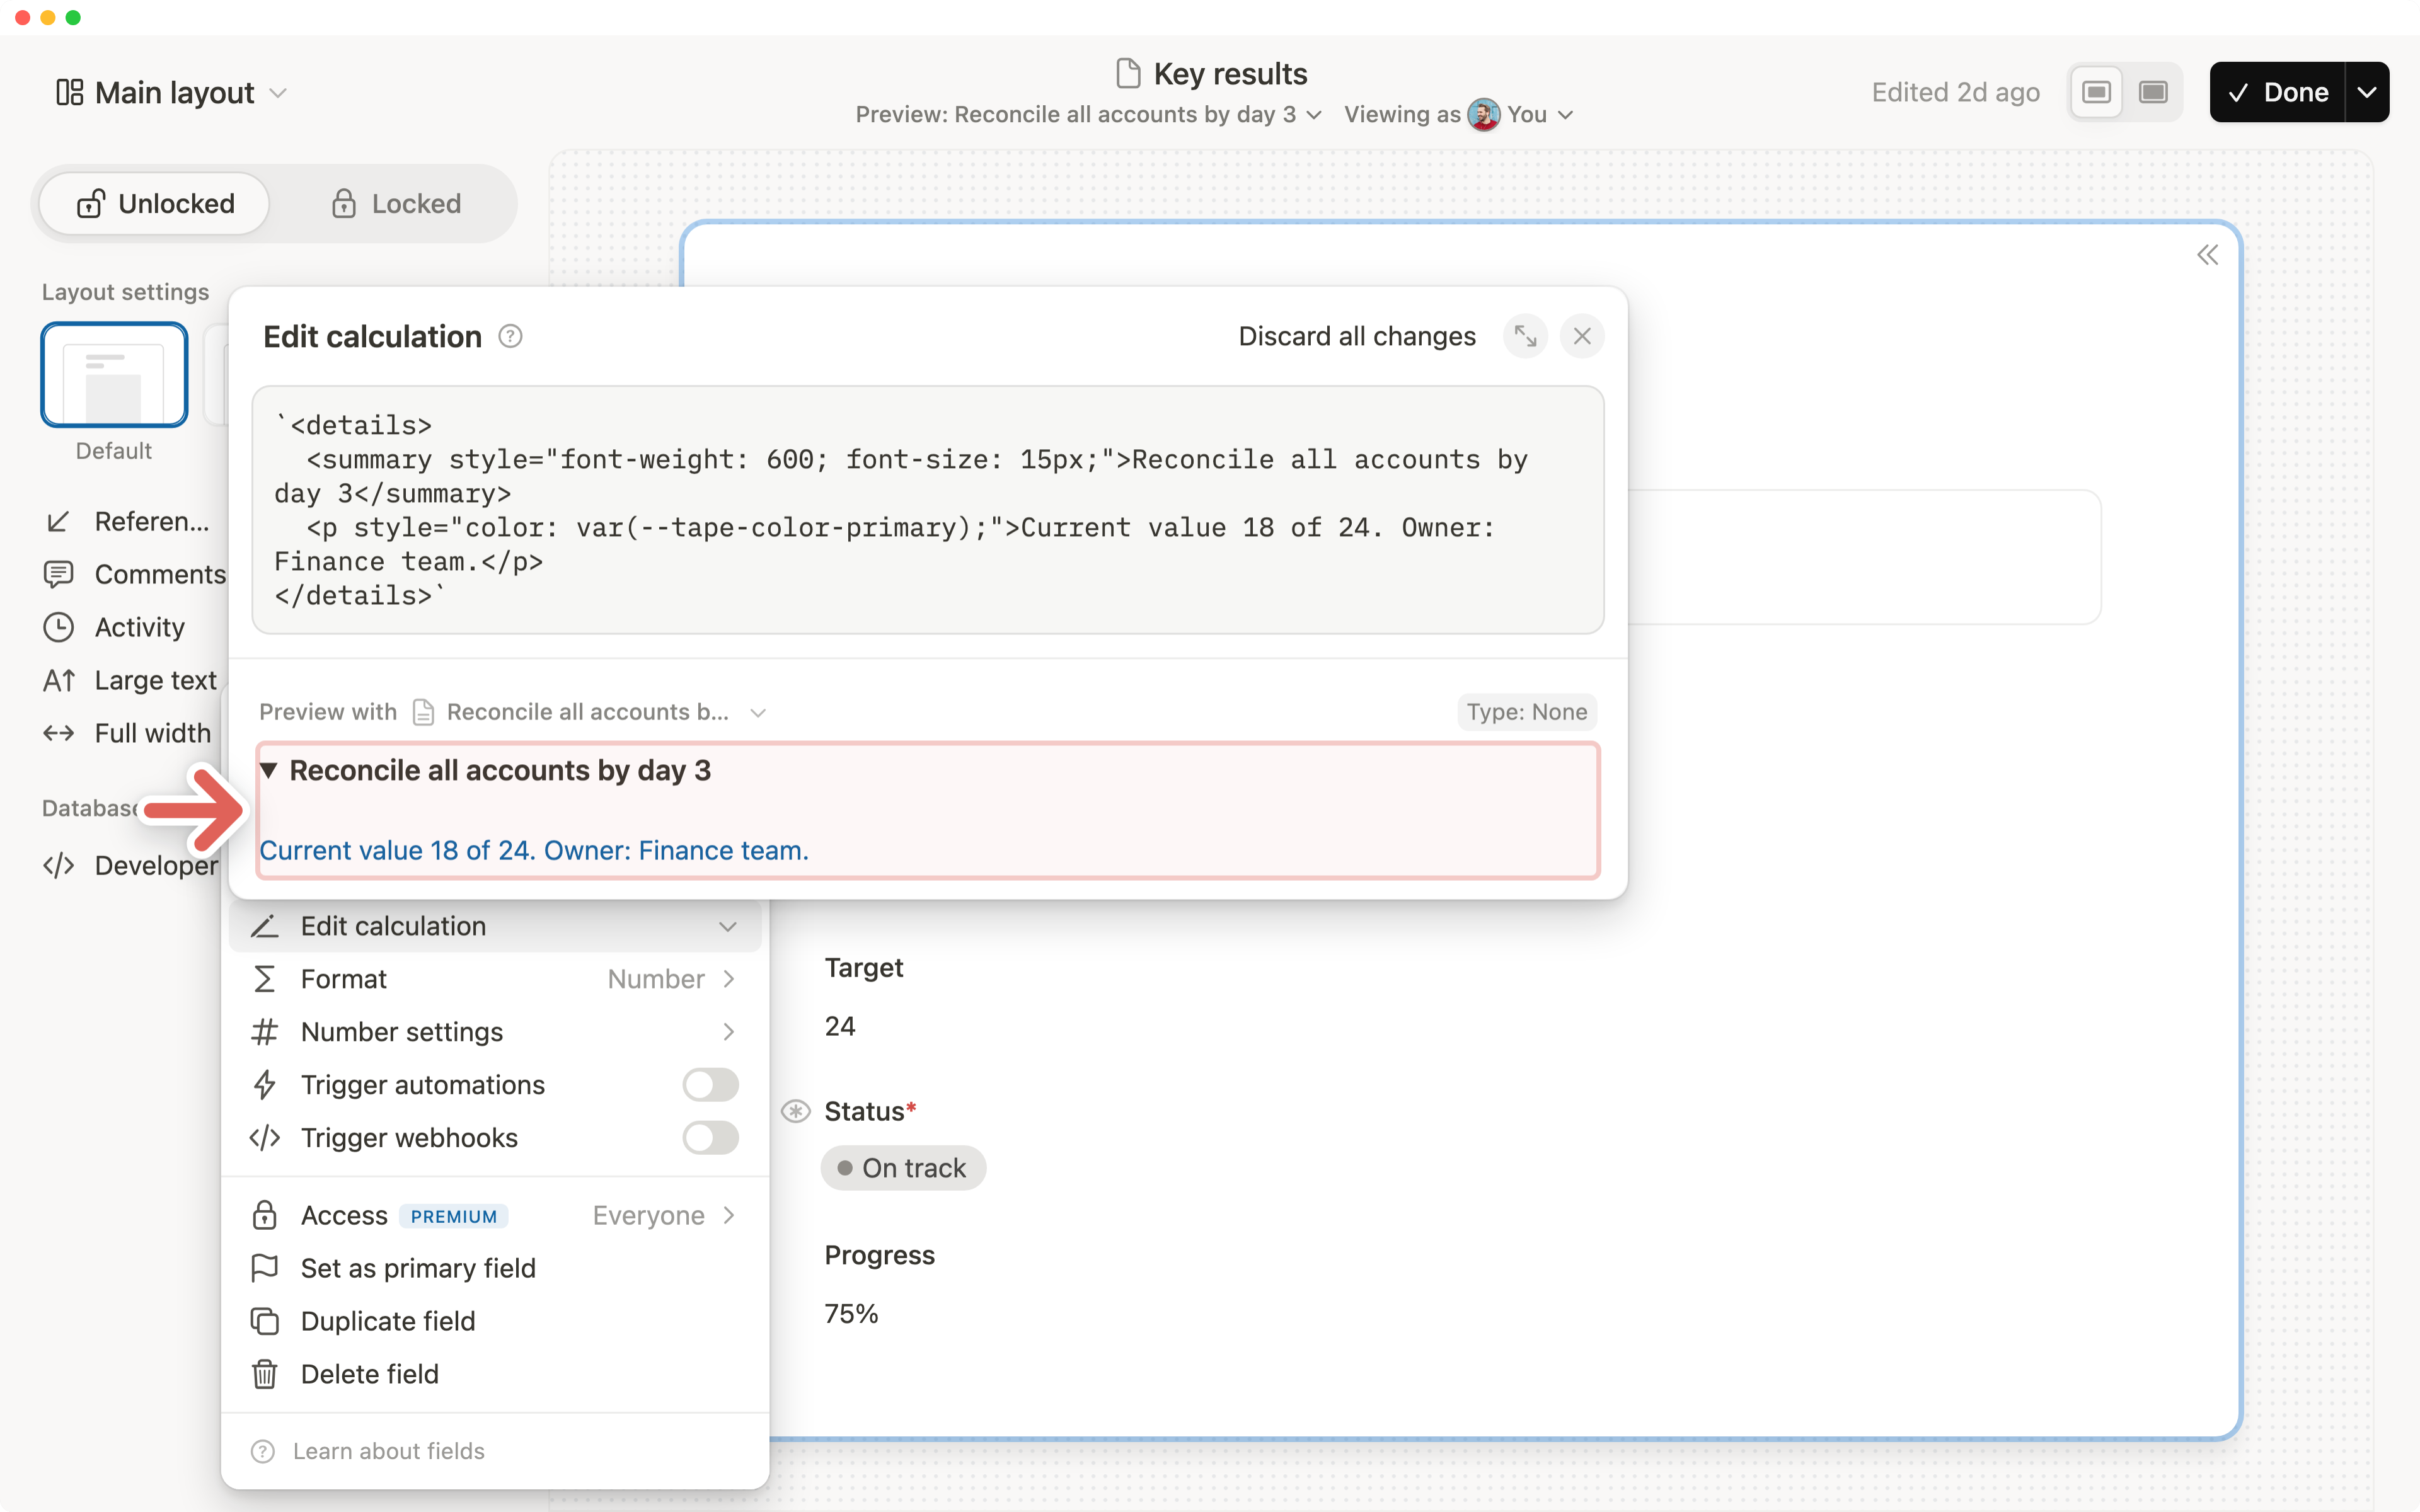 Main layout
Key results
Preview: Reconcile all accounts by day 3
Viewing as You
Edited 2d ago
Done
Unlocked
Locked
Layout settings
Default
Referen...
Comments
Activity
Large text
Full width
Database
Developer
Edit calculation
Discard all changes
`<details>
  <summary style="font-weight: 600; font-size: 15px;">Reconcile all accounts by
day 3</summary>
  <p style="color: var(--tape-color-primary);">Current value 18 of 24. Owner:
Finance team.</p>
</details>`
Preview with Reconcile all accounts b...
Type: None
Reconcile all accounts by day 3
Current value 18 of 24. Owner: Finance team.
Edit calculation
Format Number
Number settings
Trigger automations
Trigger webhooks
Access PREMIUM Everyone
Set as primary field
Duplicate field
Delete field
Learn about fields
Target
24
Status*
On track
Progress
75%